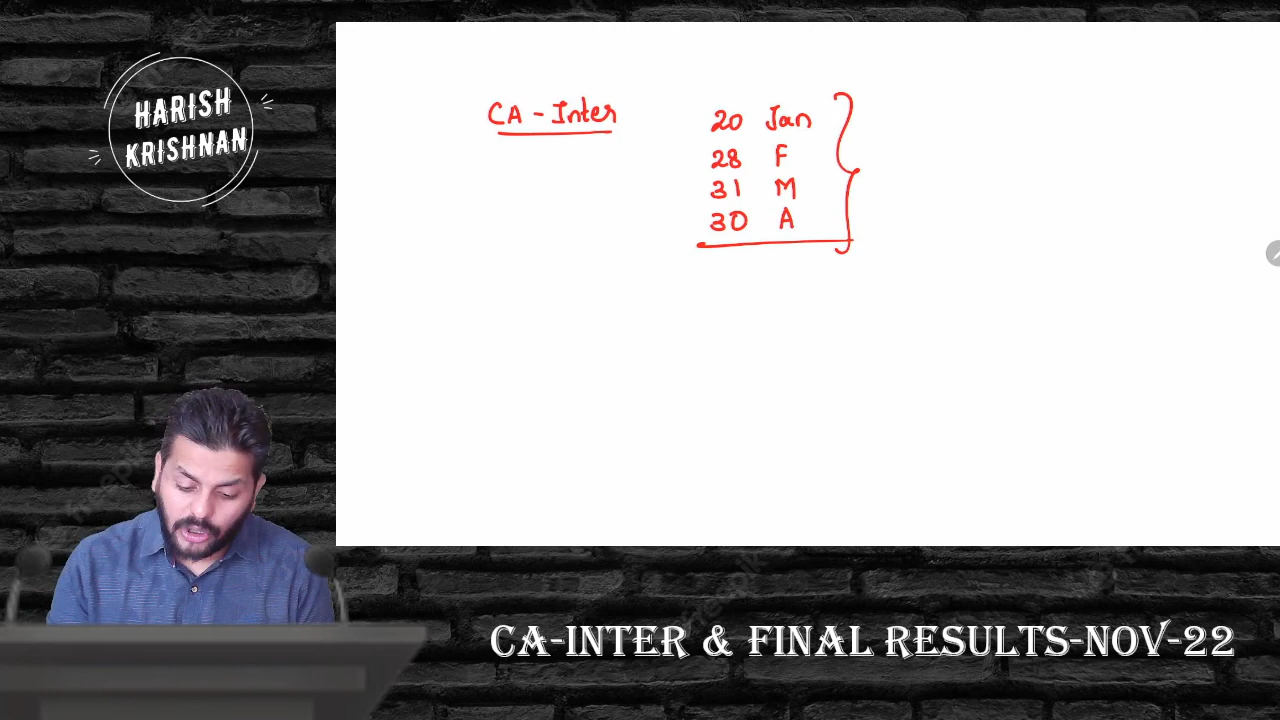 HARISH
KRISHNAN
CA - Inter
20 Jan
28 F
31 M
30 A
CA-INTER & FINAL RESULTS-NOV-22